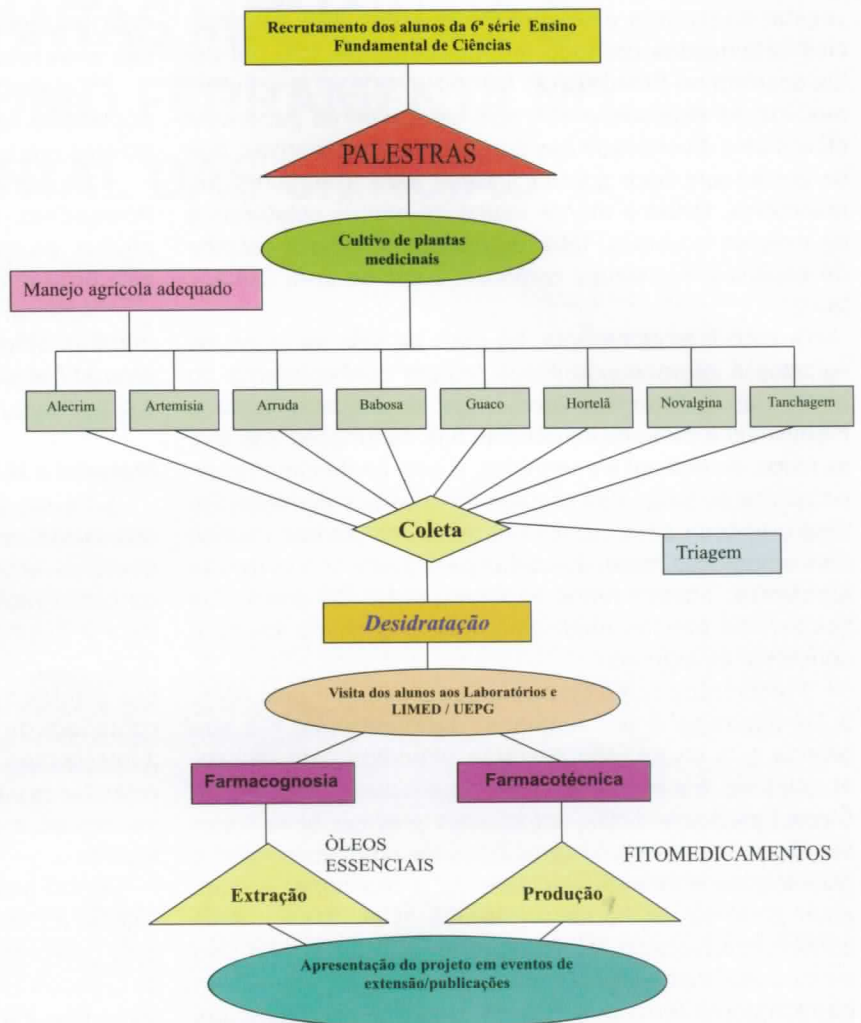 Recrutamento dos alunos da 6ª série Ensino
Fundamental de Ciências
PALESTRAS
Cultivo de plantas
medicinais
Manejo agrícola adequado
Alecrim
Artemísia
Arruda
Babosa
Guaco
Hortelã
Novalgina
Tanchagem
Coleta
Triagem
Desidratação
Visita dos alunos aos Laboratórios e
LIMED / UEPG
Farmacognosia
Farmacotécnica
ÒLEOS
ESSENCIAIS
FITOMEDICAMENTOS
Extração
Produção
Apresentação do projeto em eventos de
extensão/publicações